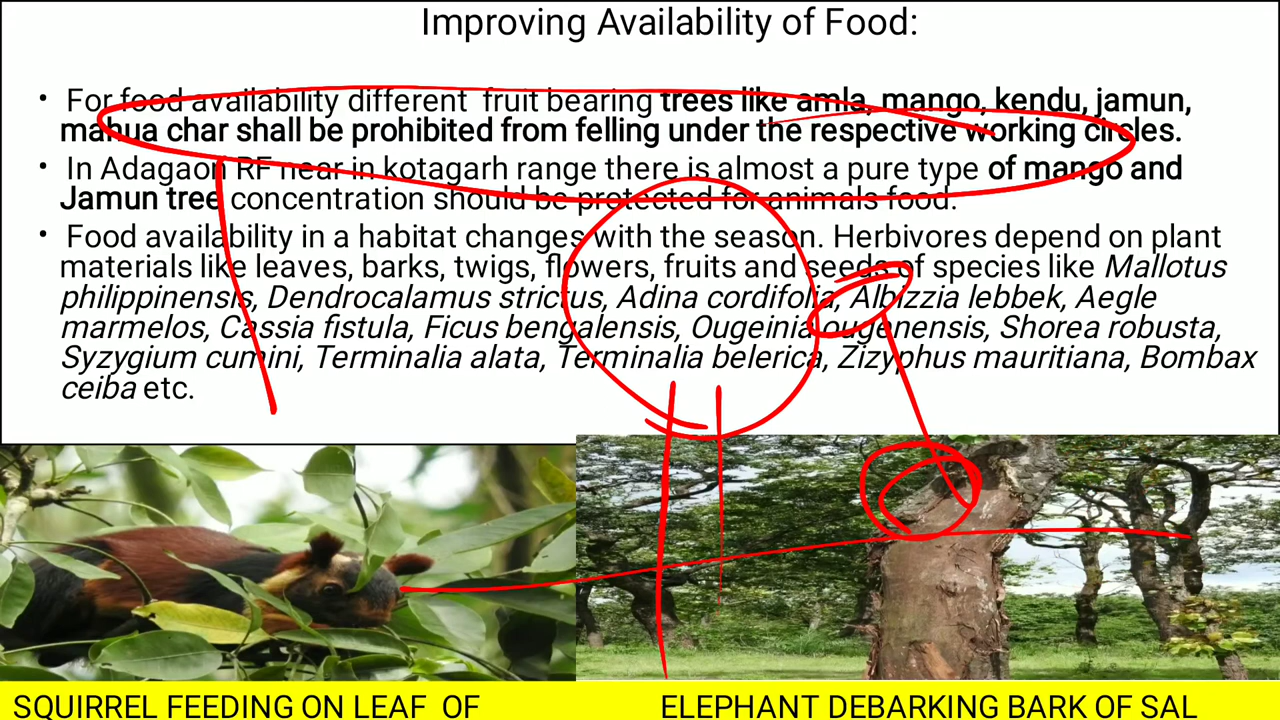 Improving Availability of Food:
• For food availability different fruit bearing trees like amla, mango, kendu, jamun,
mahua char shall be prohibited from felling under the respective working circles.
• In Adagaon RF near in kotagarh range there is almost a pure type of mango and
Jamun tree concentration should be protected for animals food.
• Food availability in a habitat changes with the season. Herbivores depend on plant
materials like leaves, barks, twigs, flowers, fruits and seeds of species like Mallotus
philippinensis, Dendrocalamus strictus, Adina cordifolia, Albizzia lebbek, Aegle
marmelos, Cassia fistula, Ficus bengalensis, Ougeinia ougenensis, Shorea robusta,
Syzygium cumini, Terminalia alata, Terminalia belerica, Zizyphus mauritiana, Bombax
ceiba etc.
SQUIRREL FEEDING ON LEAF OF
ELEPHANT DEBARKING BARK OF SAL